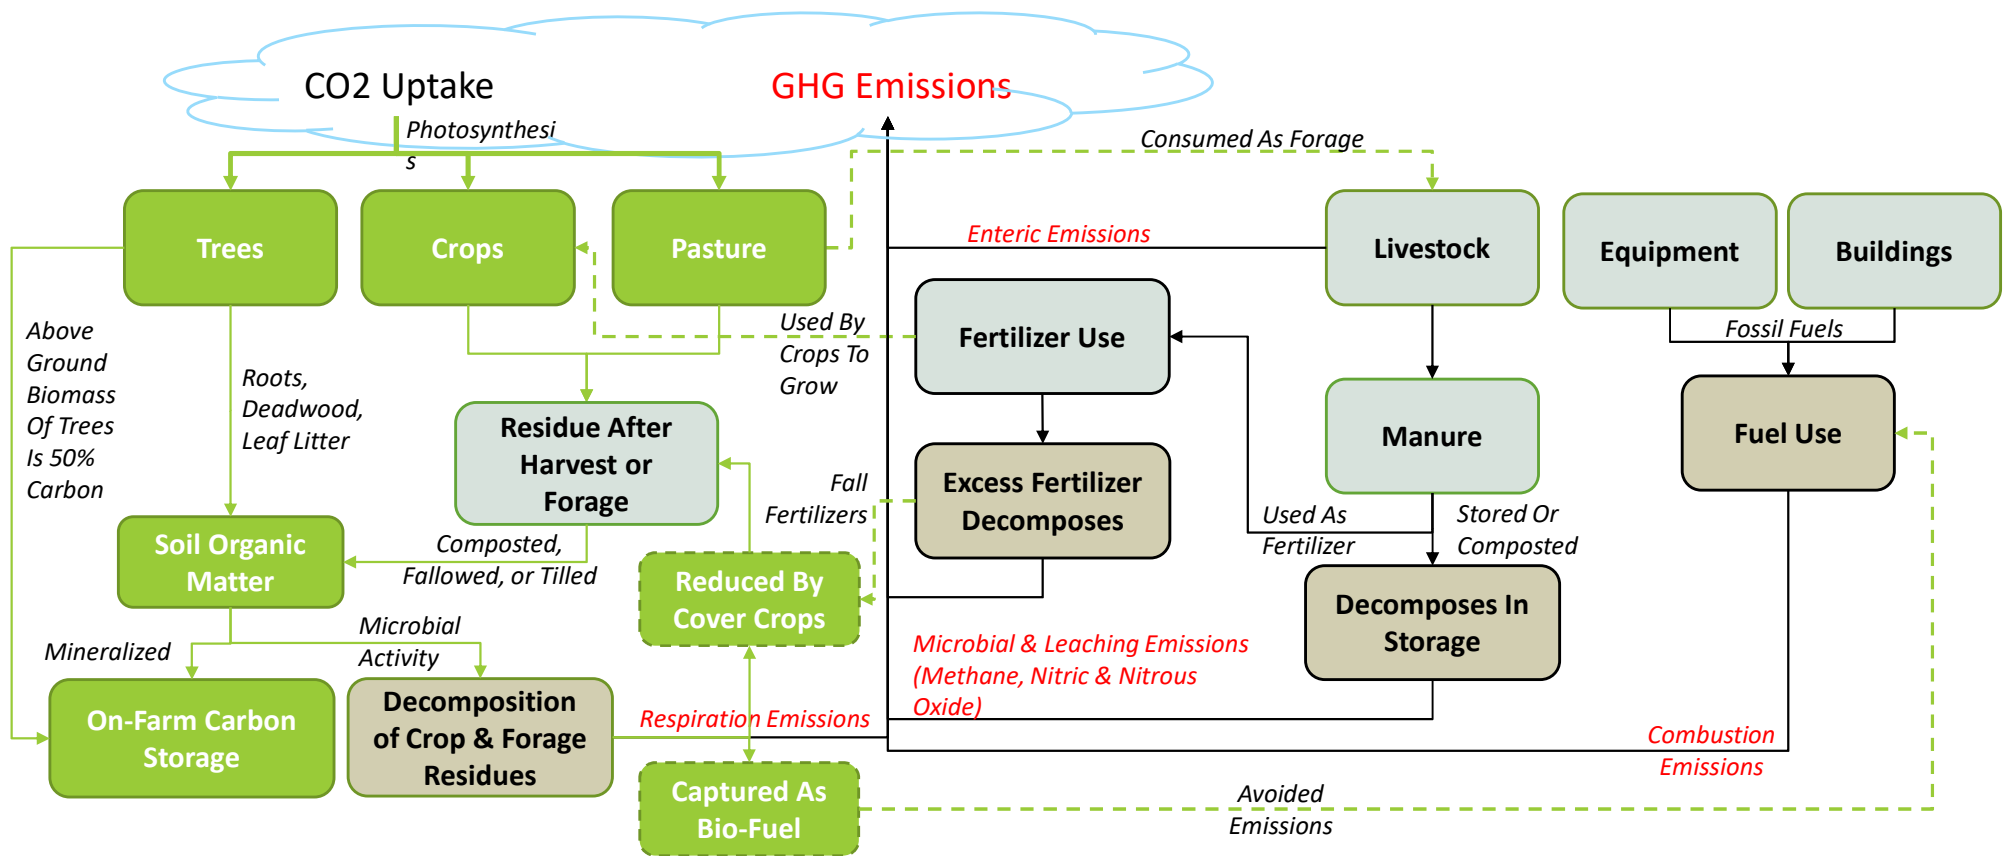 CO2 Uptake
GHG Emissions
Photosynthesi
s
Consumed As Forage
Trees
Crops
Pasture
Enteric Emissions
Livestock
Equipment
Buildings
Above
Ground
Biomass
Of Trees
Is 50%
Carbon
Roots,
Deadwood,
Leaf Litter
Used By
Crops To
Grow
Fertilizer Use
Fossil Fuels
Residue After
Harvest or
Forage
Manure
Fuel Use
Fall
Fertilizers
Excess Fertilizer
Decomposes
Used As
Fertilizer
Stored Or
Composted
Soil Organic
Matter
Composted,
Fallowed, or Tilled
Reduced By
Cover Crops
Decomposes In
Storage
Mineralized
Microbial
Activity
Microbial & Leaching Emissions
(Methane, Nitric & Nitrous
Oxide)
On-Farm Carbon
Storage
Decomposition
of Crop & Forage
Residues
Respiration Emissions
Combustion
Emissions
Captured As
Bio-Fuel
Avoided
Emissions